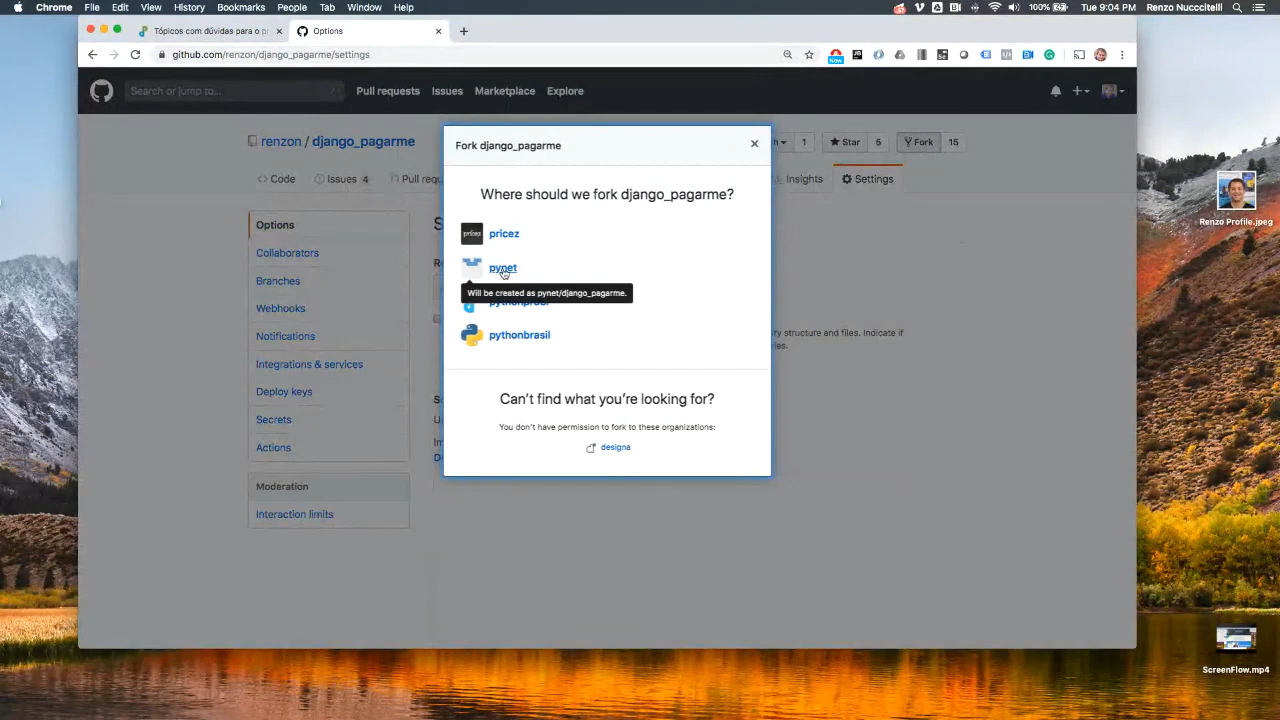 Chrome File Edit View History Bookmarks People Tab Window Help
100% Tue 9:04 PM Renzo Nuccitelli
Tópicos com dúvidas para o p
Options
github.com/renzon/django_pagarme/settings
Now
Search or jump to...
Pull requests Issues Marketplace Explore
renzon / django_pagarme
1 Star 6 Fork 15
Code Issues 4 Pull requ Insights Settings
Fork django_pagarme
Where should we fork django_pagarme?
pricez
pynet
Will be created as pynet/django_pagarme.
pythonbrasil
Can't find what you're looking for?
You don't have permission to fork to these organizations:
designa
Options
Collaborators
Branches
Webhooks
Notifications
Integrations & services
Deploy keys
Secrets
Actions
Moderation
Interaction limits
ry structure and files. Indicate if
les.
Renzo Profile.jpeg
ScreenFlow.mp4